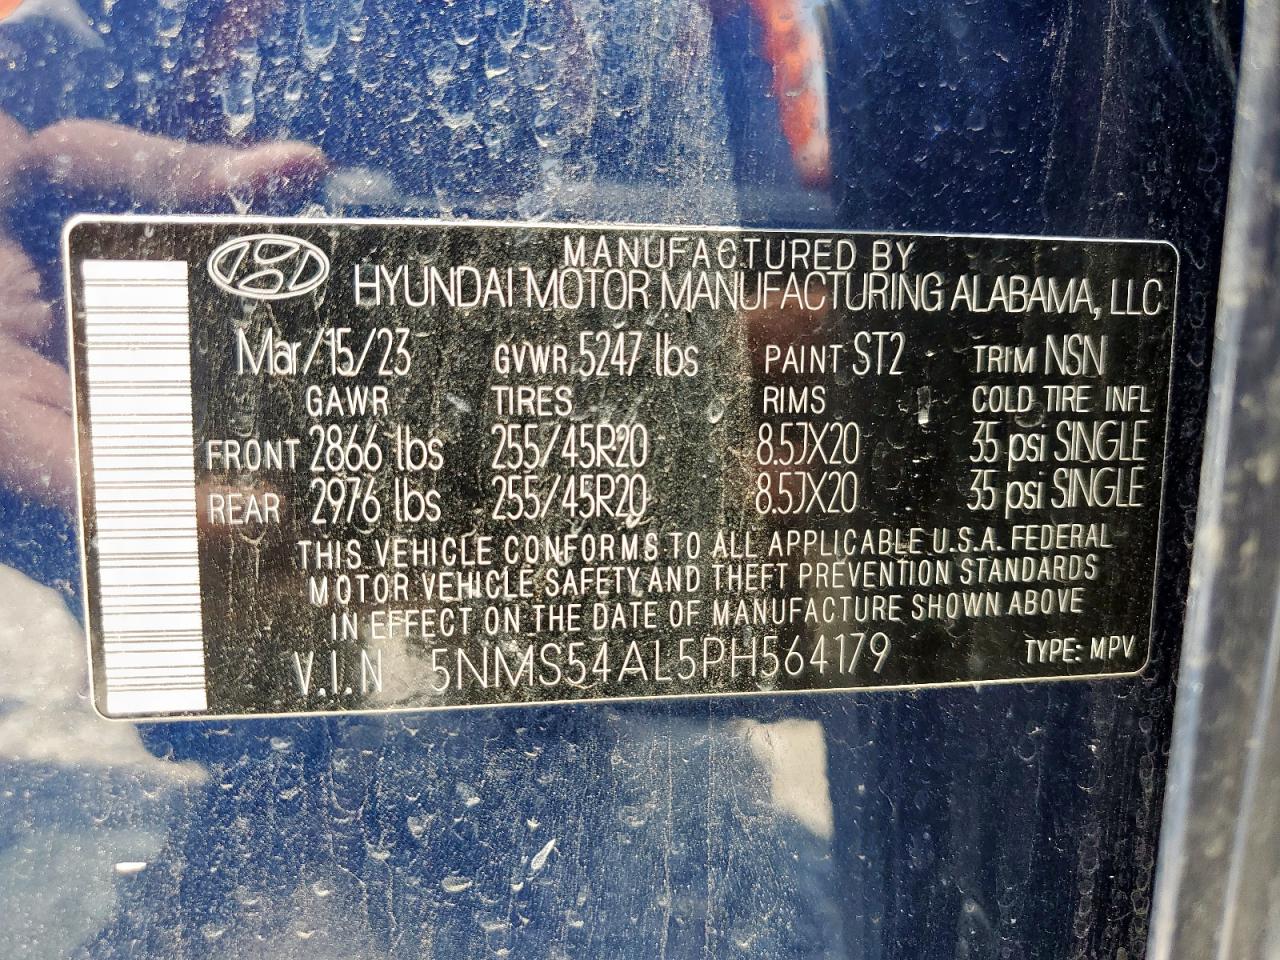 MANUFACTURED BY
HYUNDAI MOTOR MANUFACTURING ALABAMA, LLC
Mar/15/23 GVWR 5247 lbs PAINT ST2 TRIM NSN
GAWR TIRES RIMS COLD TIRE INFL
FRONT 2866 lbs 255/45R20 8.5JX20 35 psi SINGLE
REAR 2976 lbs 255/45R20 8.5JX20 35 psi SINGLE
THIS VEHICLE CONFORMS TO ALL APPLICABLE U.S.A. FEDERAL
MOTOR VEHICLE SAFETY AND THEFT PREVENTION STANDARDS
IN EFFECT ON THE DATE OF MANUFACTURE SHOWN ABOVE
V.I.N 5NMS54AL5PH564179 TYPE: MPV